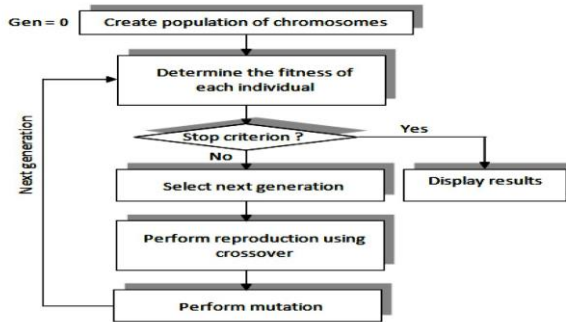 Gen = 0
Create population of chromosomes
Determine the fitness of
each individual
Stop criterion ?
Yes
No
Select next generation
Display results
Perform reproduction using
crossover
Perform mutation
Next generation